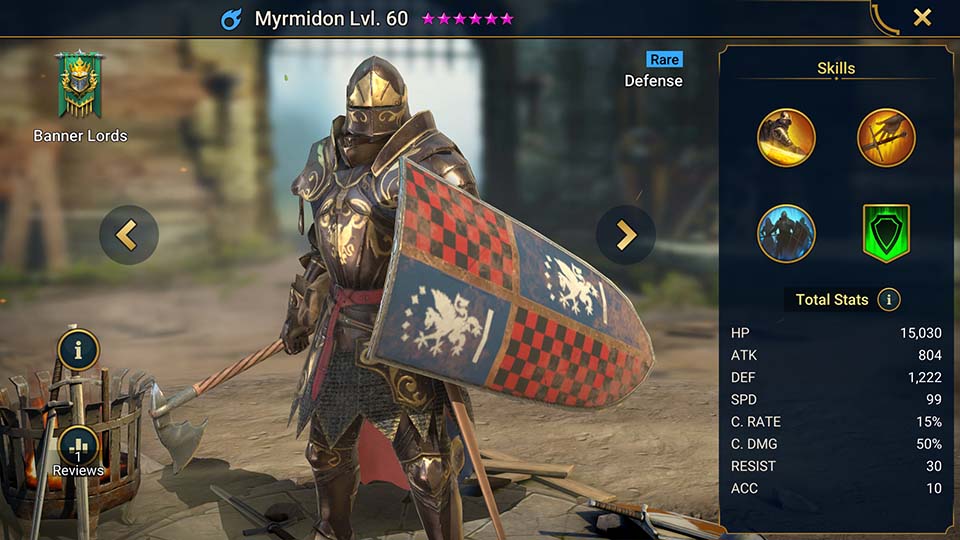 Myrmidon Lvl. 60
Banner Lords
Rare
Defense
Skills
Total Stats i
HP 15,030
ATK 804
DEF 1,222
SPD 99
C. RATE 15%
C. DMG 50%
RESIST 30
ACC 10
i
1
Reviews